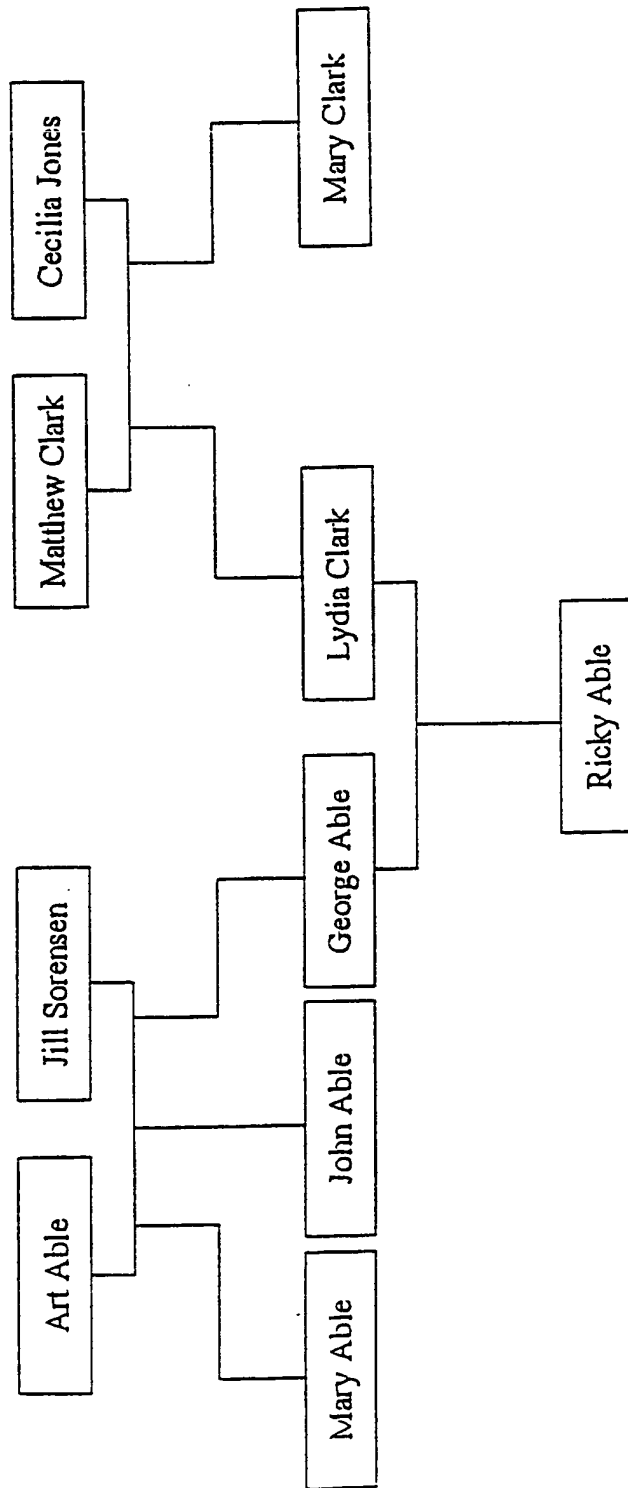 Art Able
Jill Sorensen
Matthew Clark
Cecilia Jones
Mary Able
John Able
George Able
Lydia Clark
Mary Clark
Ricky Able